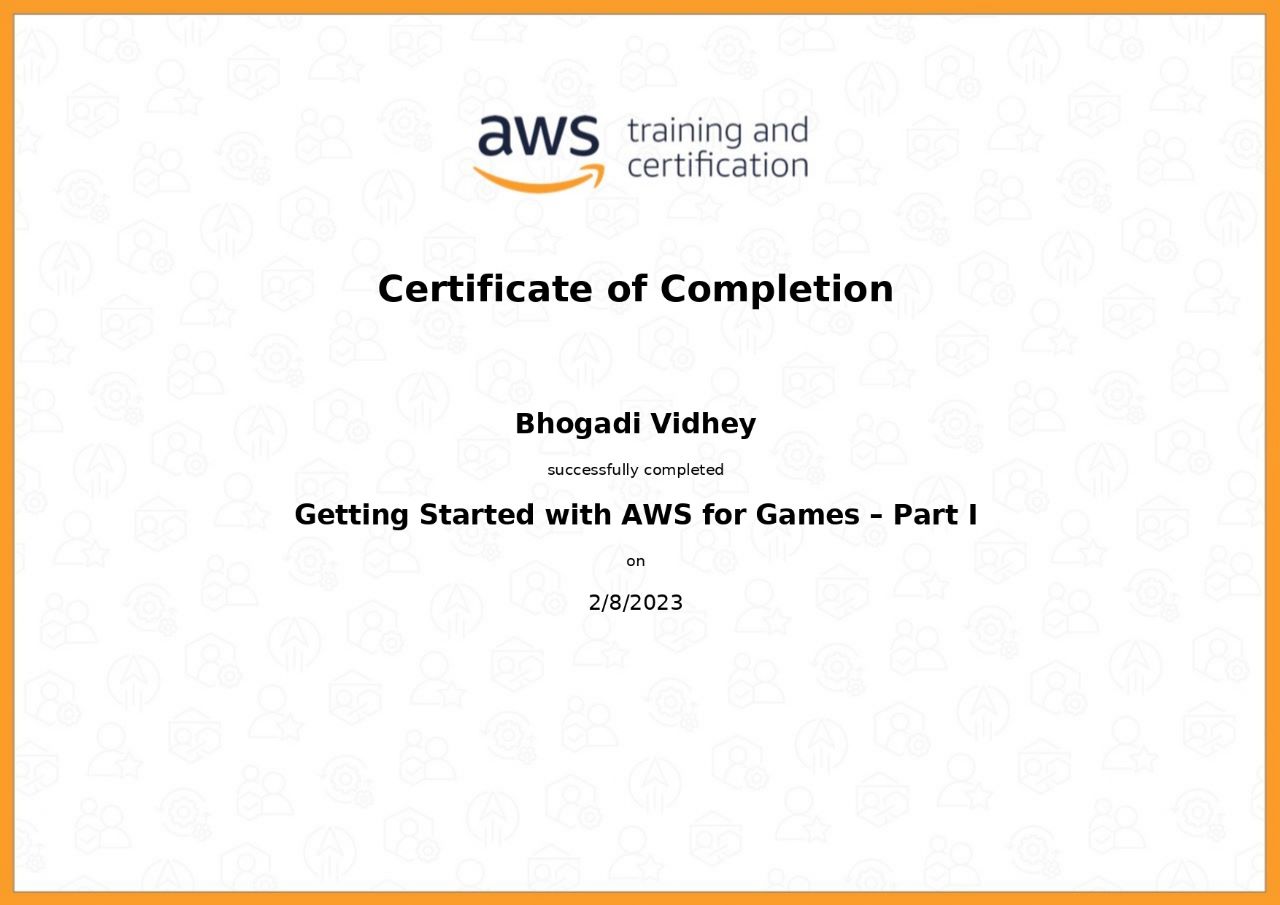 aws training and
certification
Certificate of Completion
Bhogadi Vidhey
successfully completed
Getting Started with AWS for Games – Part I
on
2/8/2023